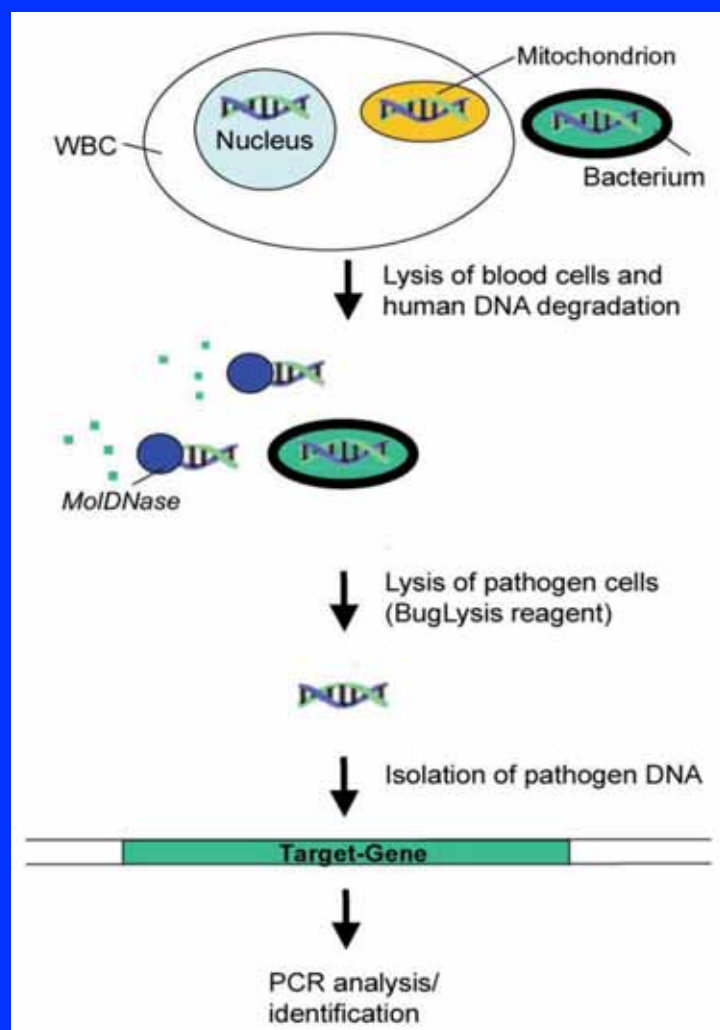 Mitochondrion
Nucleus
WBC
Bacterium
Lysis of blood cells and
human DNA degradation
MolDNase
Lysis of pathogen cells
(BugLysis reagent)
Isolation of pathogen DNA
Target-Gene
PCR analysis/
identification